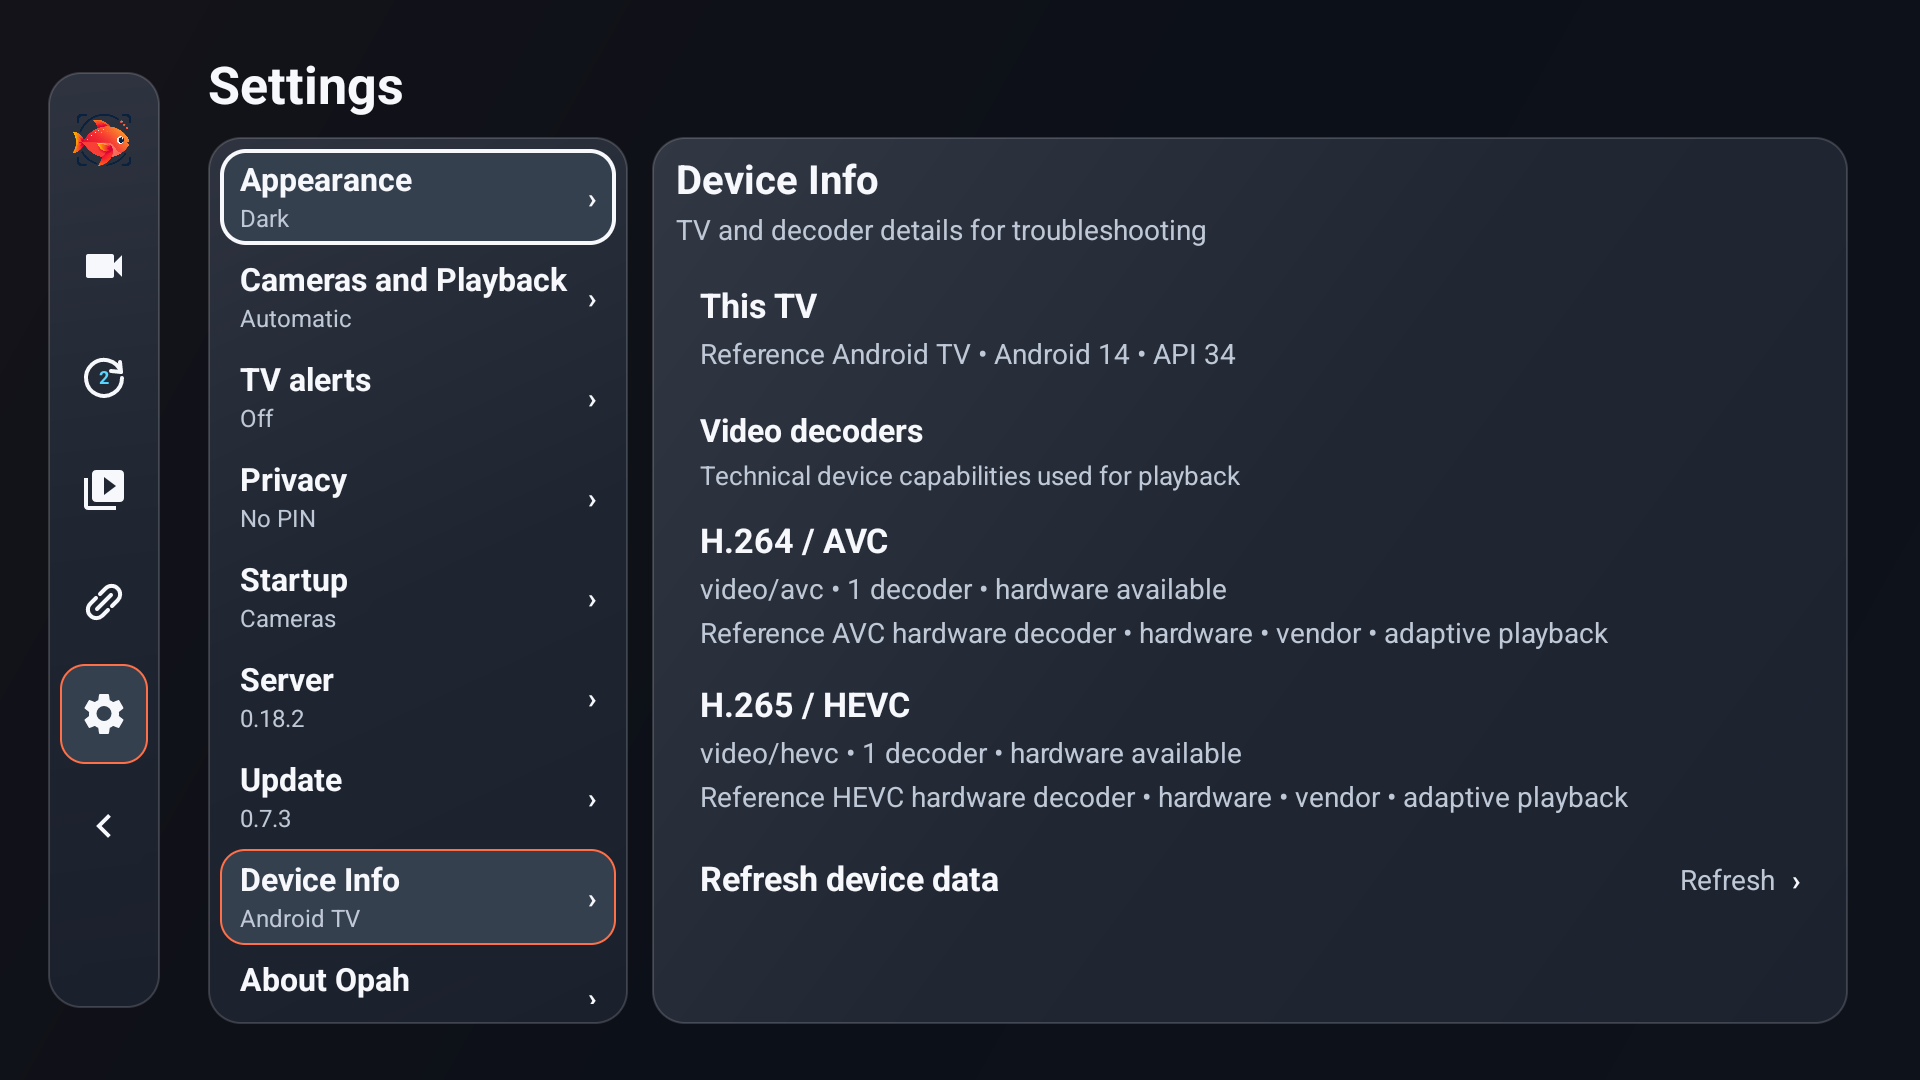 Settings
2
Appearance
Dark
Cameras and Playback
Automatic
TV alerts
Off
Privacy
No PIN
Startup
Cameras
Server
0.18.2
Update
0.7.3
Device Info
Android TV
About Opah
Device Info
TV and decoder details for troubleshooting
This TV
Reference Android TV • Android 14 • API 34
Video decoders
Technical device capabilities used for playback
H.264 / AVC
video/avc • 1 decoder • hardware available
Reference AVC hardware decoder • hardware • vendor • adaptive playback
H.265 / HEVC
video/hevc • 1 decoder • hardware available
Reference HEVC hardware decoder • hardware • vendor • adaptive playback
Refresh device data Refresh